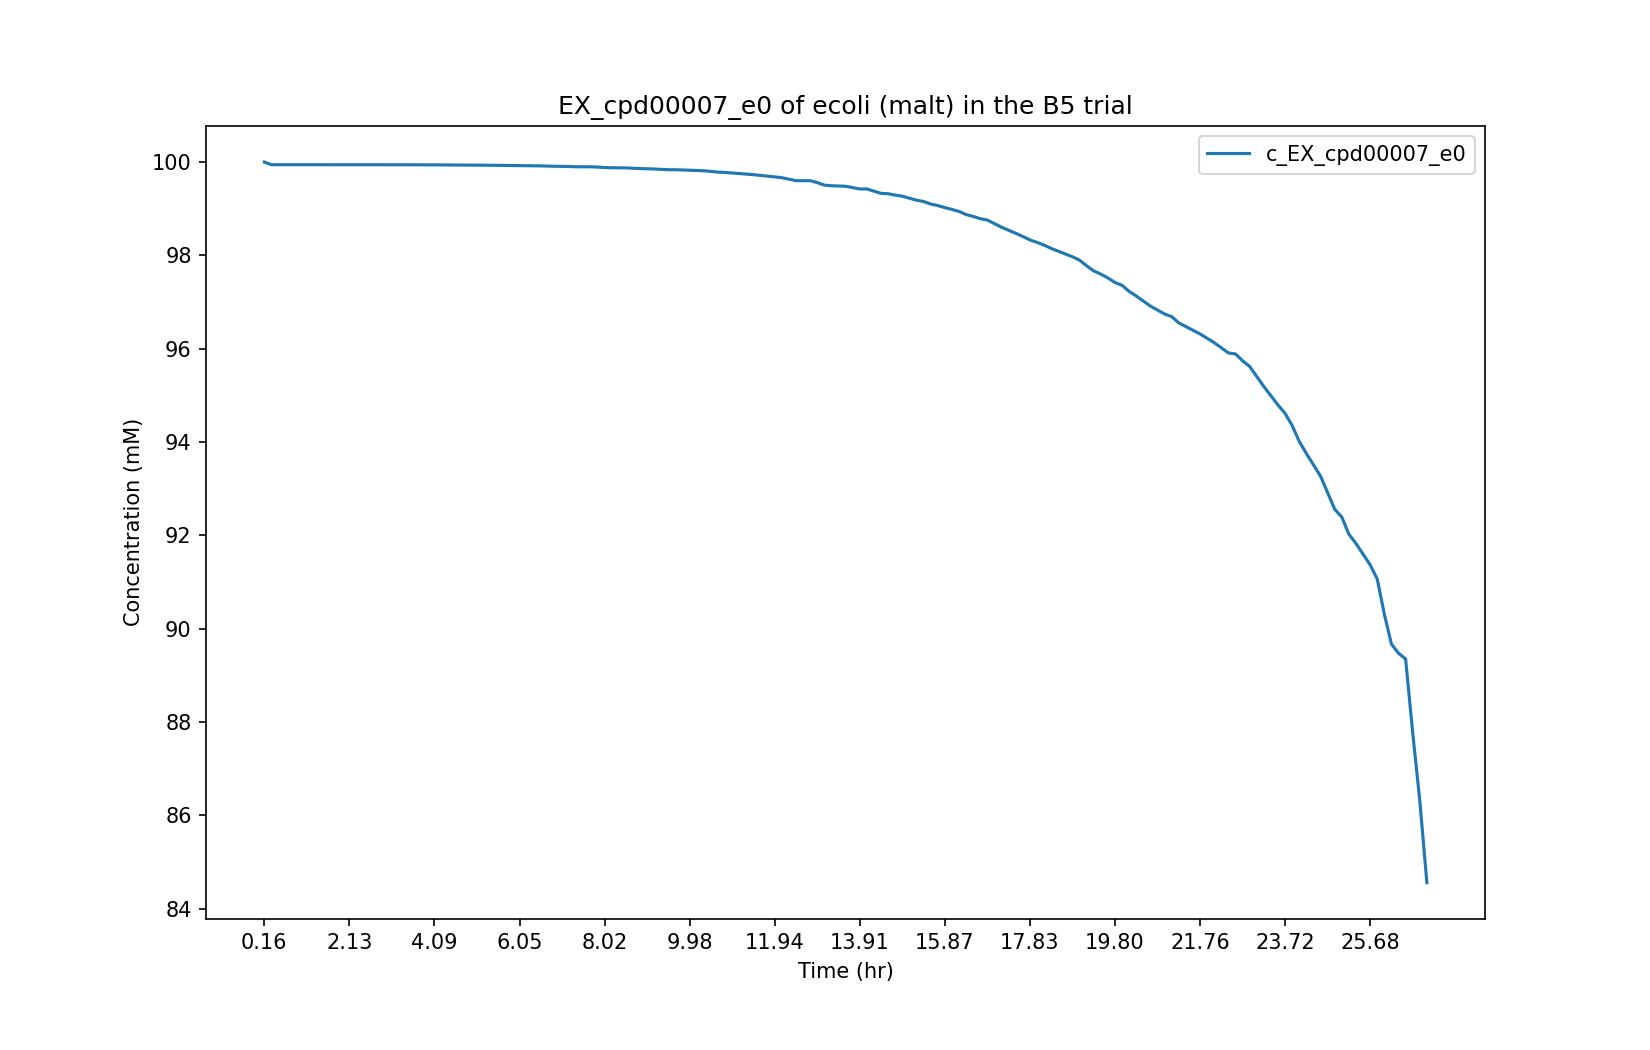 EX_cpd00007_e0 of ecoli (malt) in the B5 trial
c_EX_cpd00007_e0
100
98
96
94
92
90
88
86
84
Concentration (mM)
0.16 2.13 4.09 6.05 8.02 9.98 11.94 13.91 15.87 17.83 19.80 21.76 23.72 25.68
Time (hr)